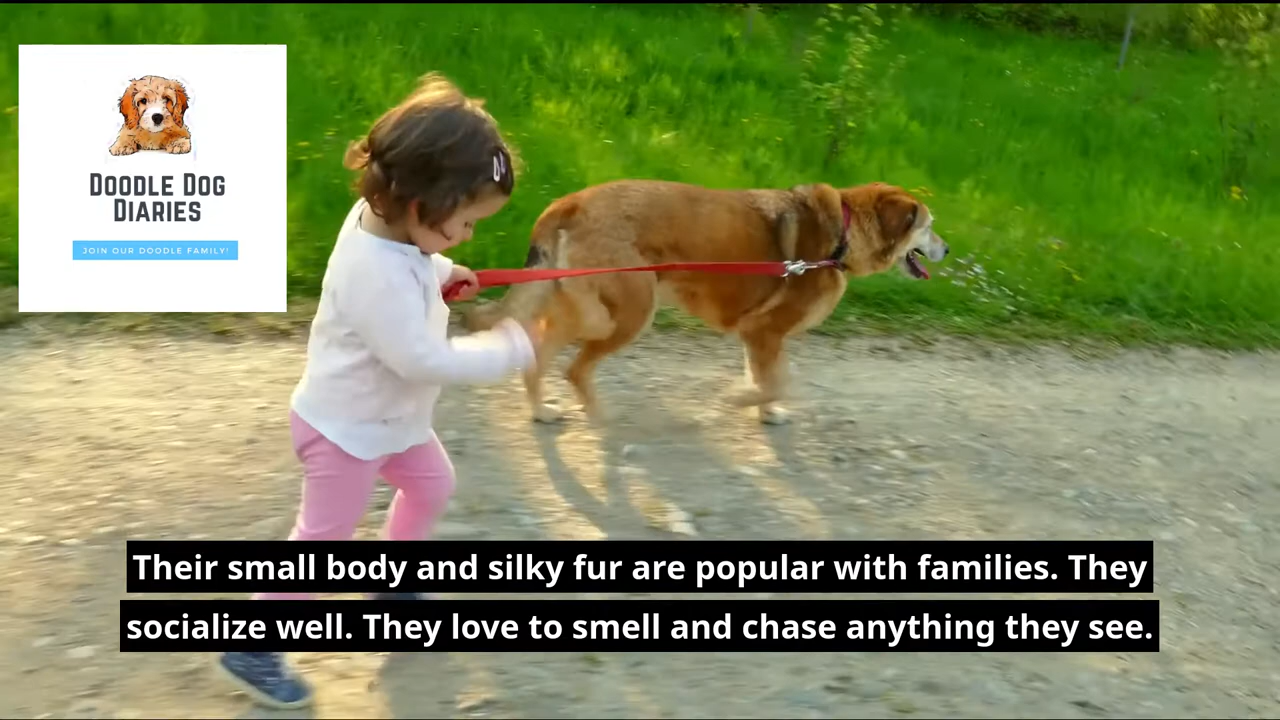 DOODLE DOG
DIARIES
JOIN OUR DOODLE FAMILY!
Their small body and silky fur are popular with families. They
socialize well. They love to smell and chase anything they see.